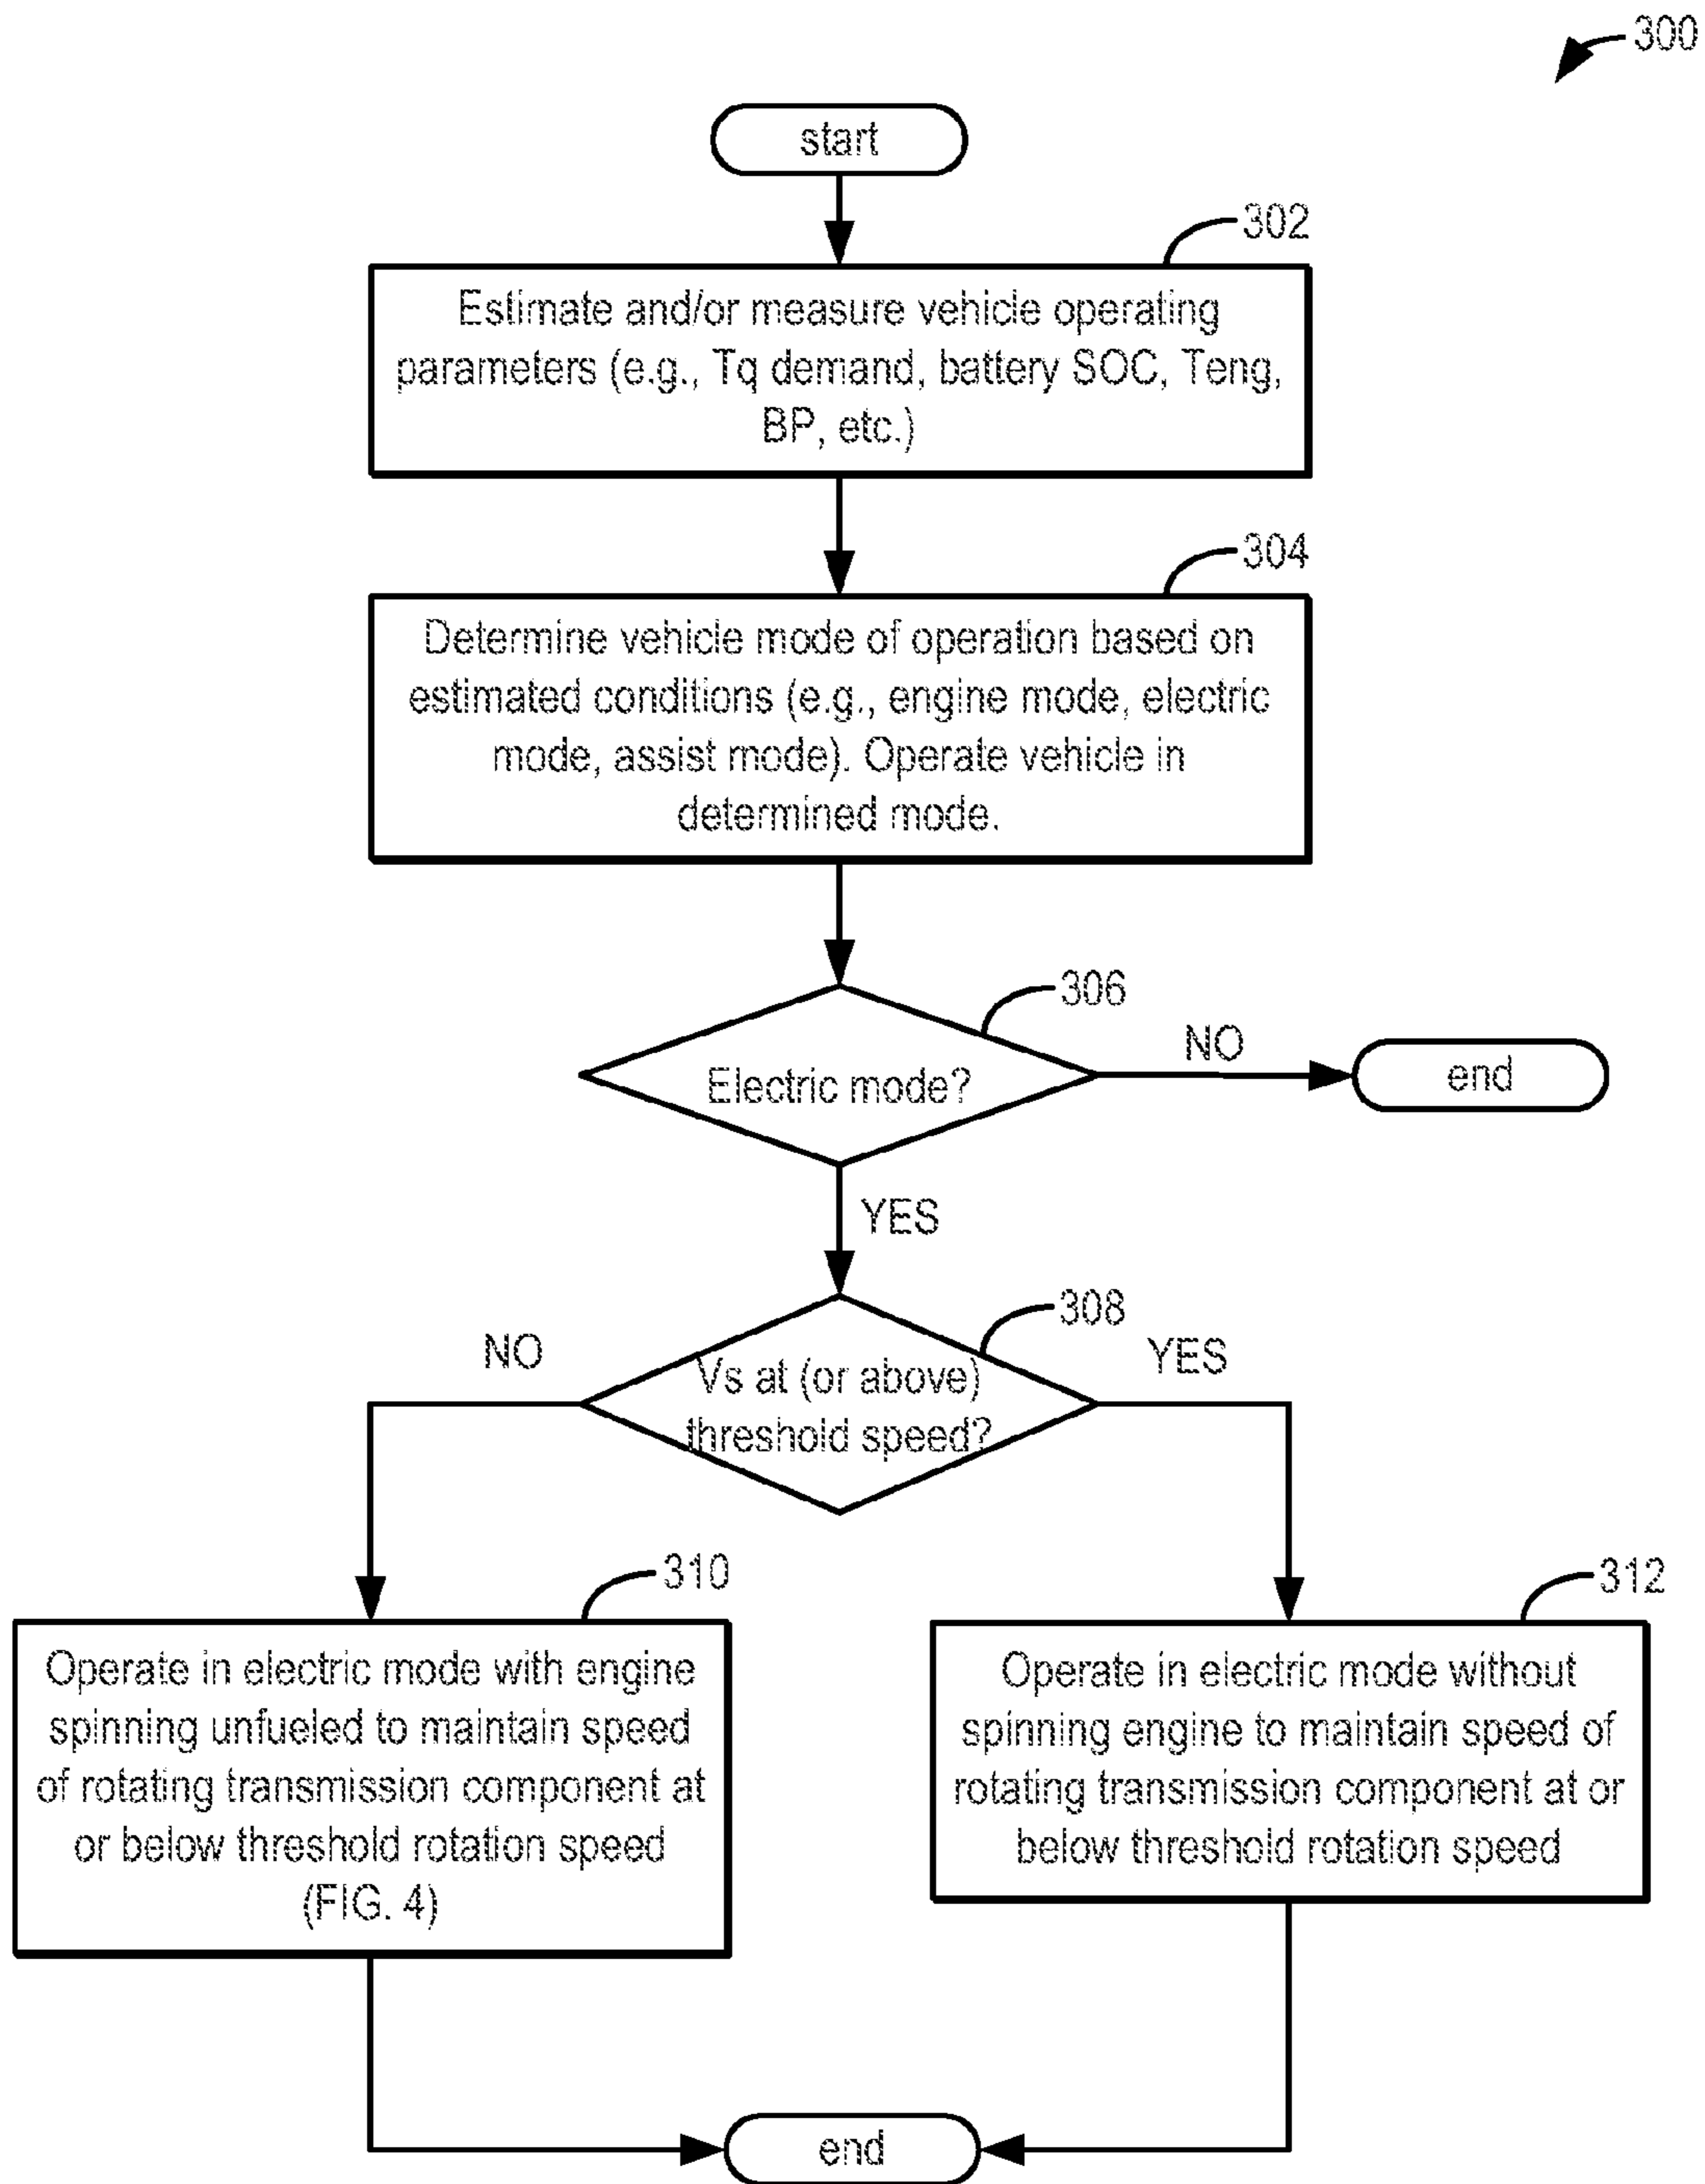 300
start
302
Estimate and/or measure vehicle operating
parameters (e.g., Tq demand, battery SOC, Teng,
BP, etc.)
304
Determine vehicle mode of operation based on
estimated conditions (e.g., engine mode, electric
mode, assist mode). Operate vehicle in
determined mode.
306
Electric mode?
NO
end
YES
308
Vs at (or above)
threshold speed?
NO
YES
310
Operate in electric mode with engine
spinning unfueled to maintain speed
of rotating transmission component at
or below threshold rotation speed
(FIG. 4)
312
Operate in electric mode without
spinning engine to maintain speed of
rotating transmission component at or
below threshold rotation speed
end